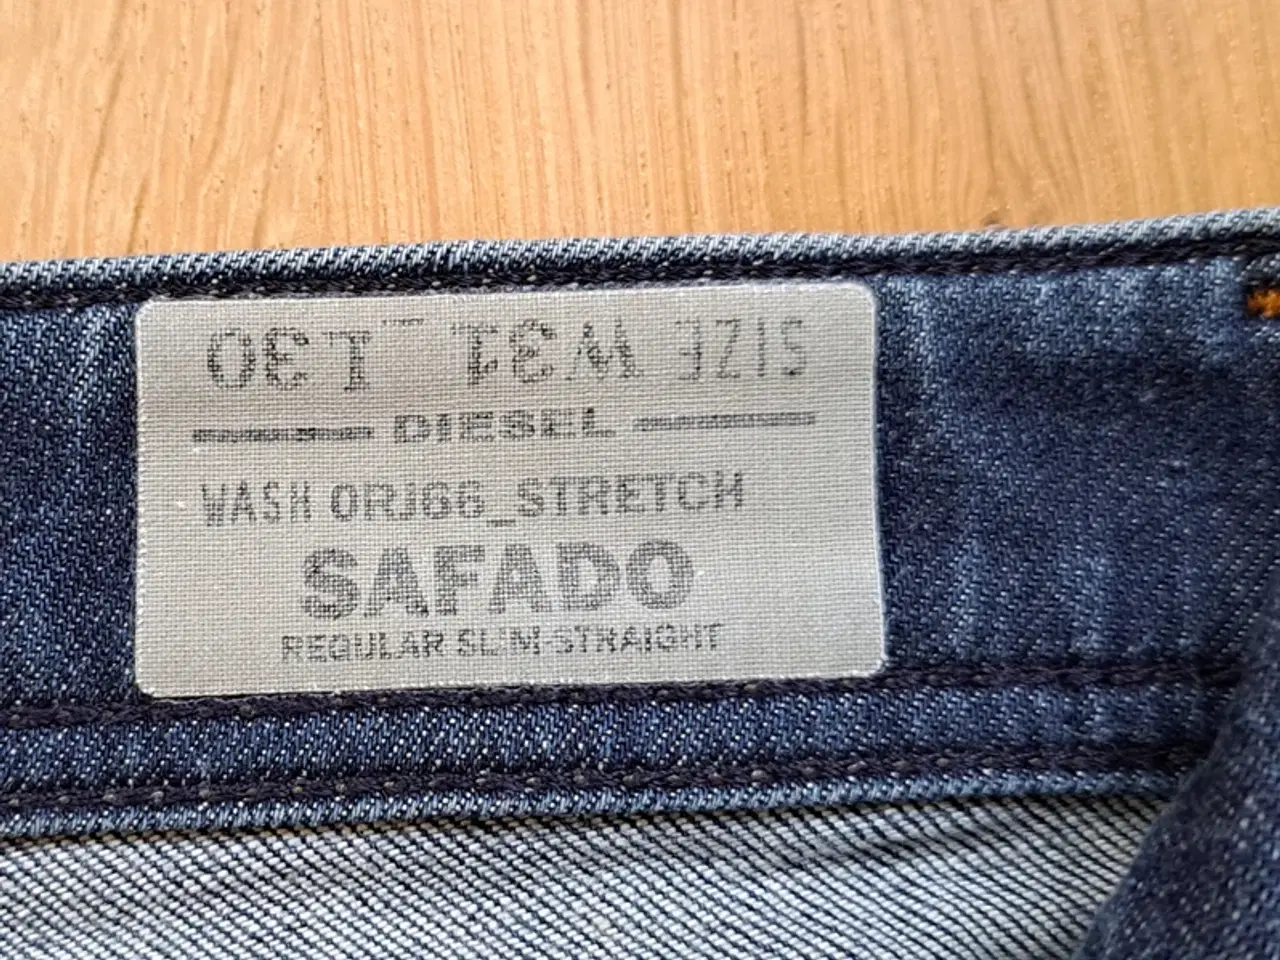 SIZE W31 L30
DIESEL
WASH 0RJ66_STRETCH
SAFADO
REGULAR SLIM-STRAIGHT